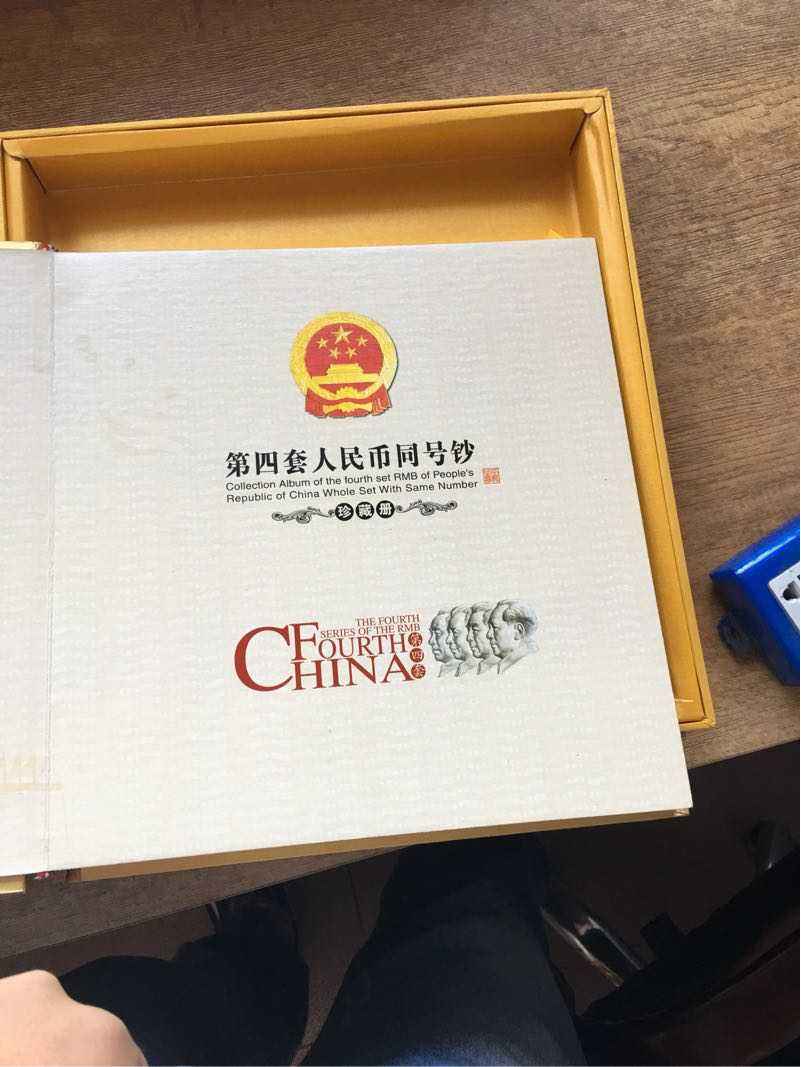 第四套人民币同号钞
Collection Album of the fourth set RMB of People's
Republic of China Whole Set With Same Number
珍藏册
THE FOURTH
SERIES OF THE RMB
FOURTH
CHINA
第四套